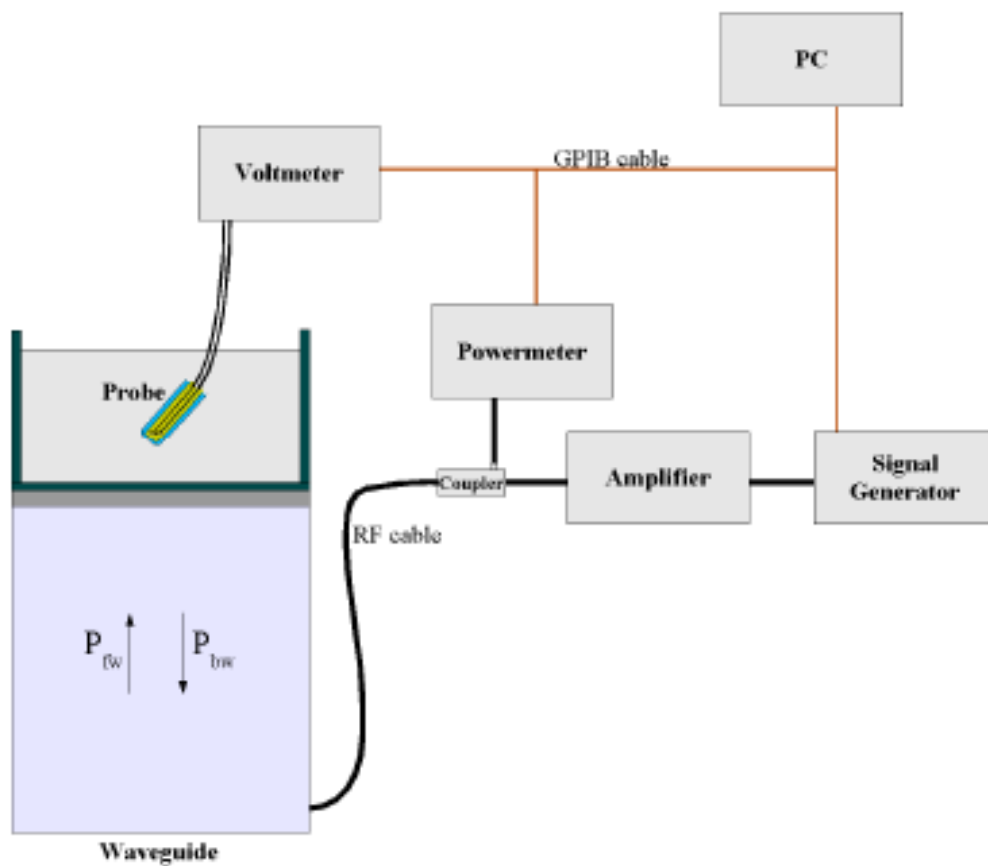 PC
Voltmeter
GPIB cable
Powermeter
Probe
Coupler
Amplifier
Signal
Generator
RF cable
P fw
P bw
Waveguide